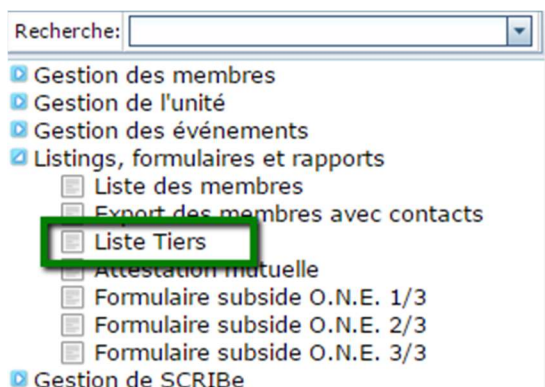 Recherche:
Gestion des membres
Gestion de l'unité
Gestion des événements
Listings, formulaires et rapports
Liste des membres
Export des membres avec contacts
Liste Tiers
Attestation mutuelle
Formulaire subside O.N.E. 1/3
Formulaire subside O.N.E. 2/3
Formulaire subside O.N.E. 3/3
Gestion de SCRIBe